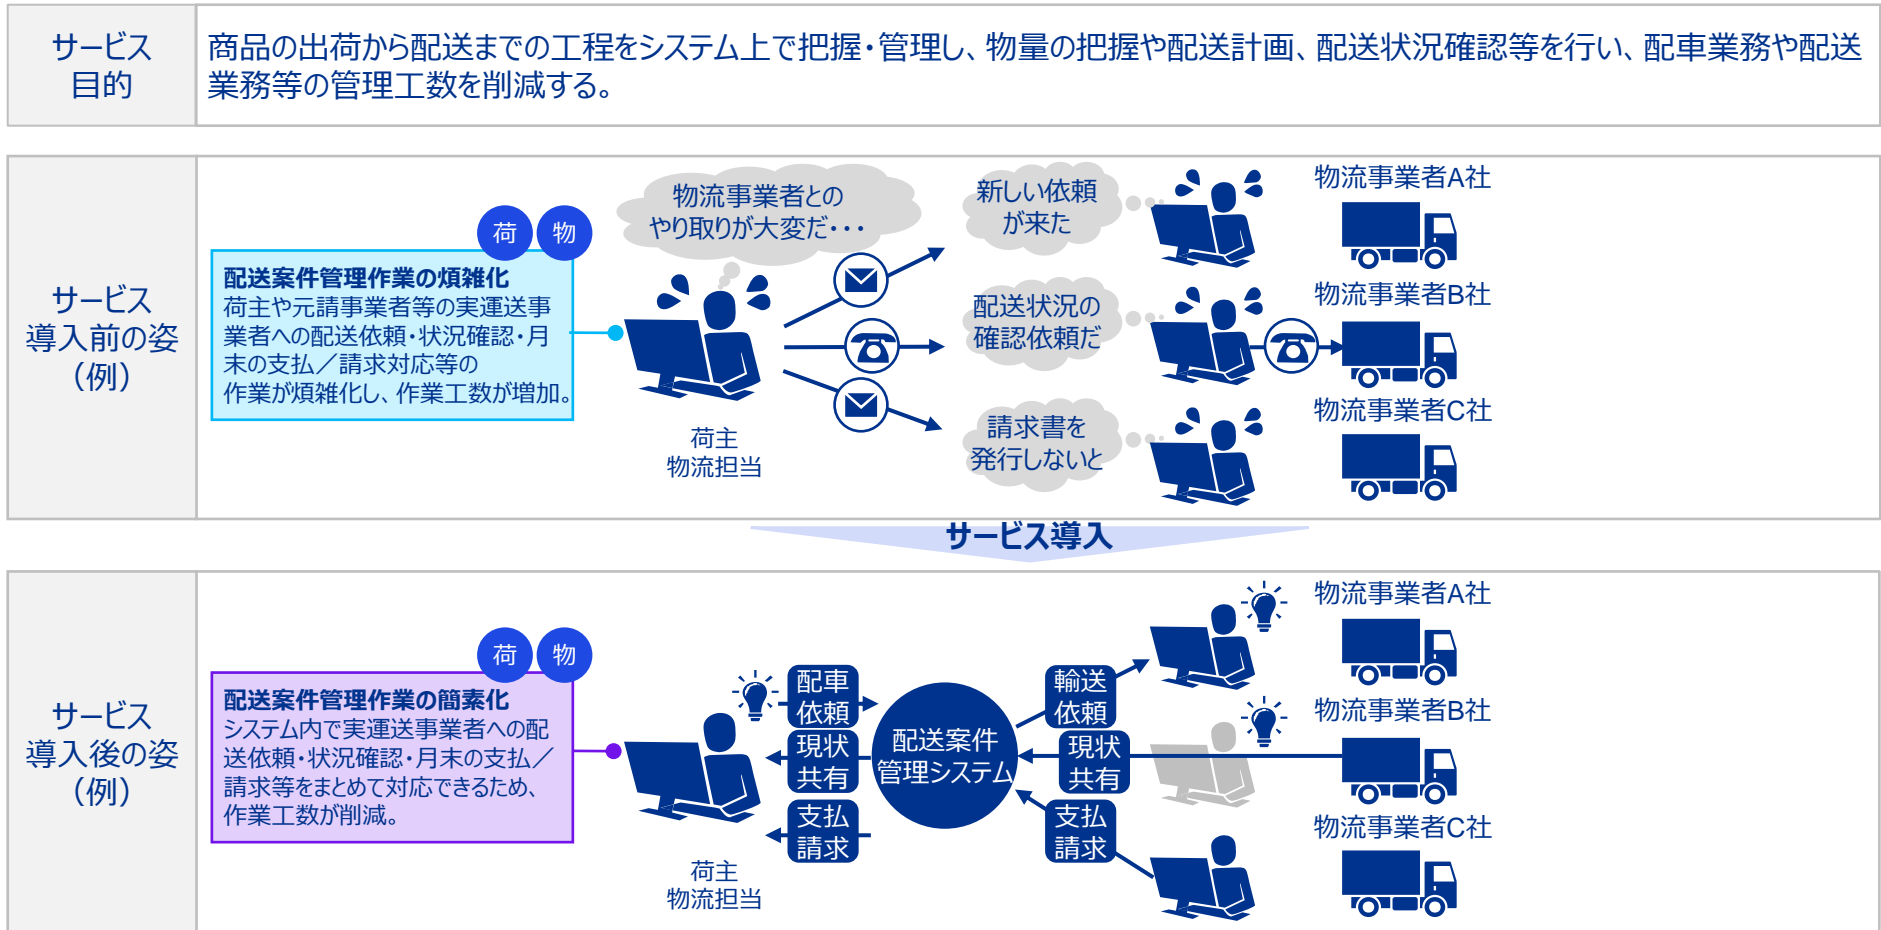 サービス
目的
商品の出荷から配送までの工程をシステム上で把握・管理し、物量の把握や配送計画、配送状況確認等を行い、配車業務や配送
業務等の管理工数を削減する。
サービス
導入前の姿
（例）
荷 物
配送案件管理作業の煩雑化
荷主や元請事業者等の実運送事
業者への配送依頼・状況確認・月
末の支払／請求対応等の
作業が煩雑化し、作業工数が増加。
物流事業者との
やり取りが大変だ・・・
荷主
物流担当
新しい依頼
が来た
物流事業者A社
配送状況の
確認依頼だ
物流事業者B社
請求書を
発行しないと
物流事業者C社
サービス導入
サービス
導入後の姿
（例）
荷 物
配送案件管理作業の簡素化
システム内で実運送事業者への配
送依頼・状況確認・月末の支払／
請求等をまとめて対応できるため、
作業工数が削減。
荷主
物流担当
配車
依頼
現状
共有
支払
請求
配送案件
管理システム
輸送
依頼
現状
共有
支払
請求
物流事業者A社
物流事業者B社
物流事業者C社